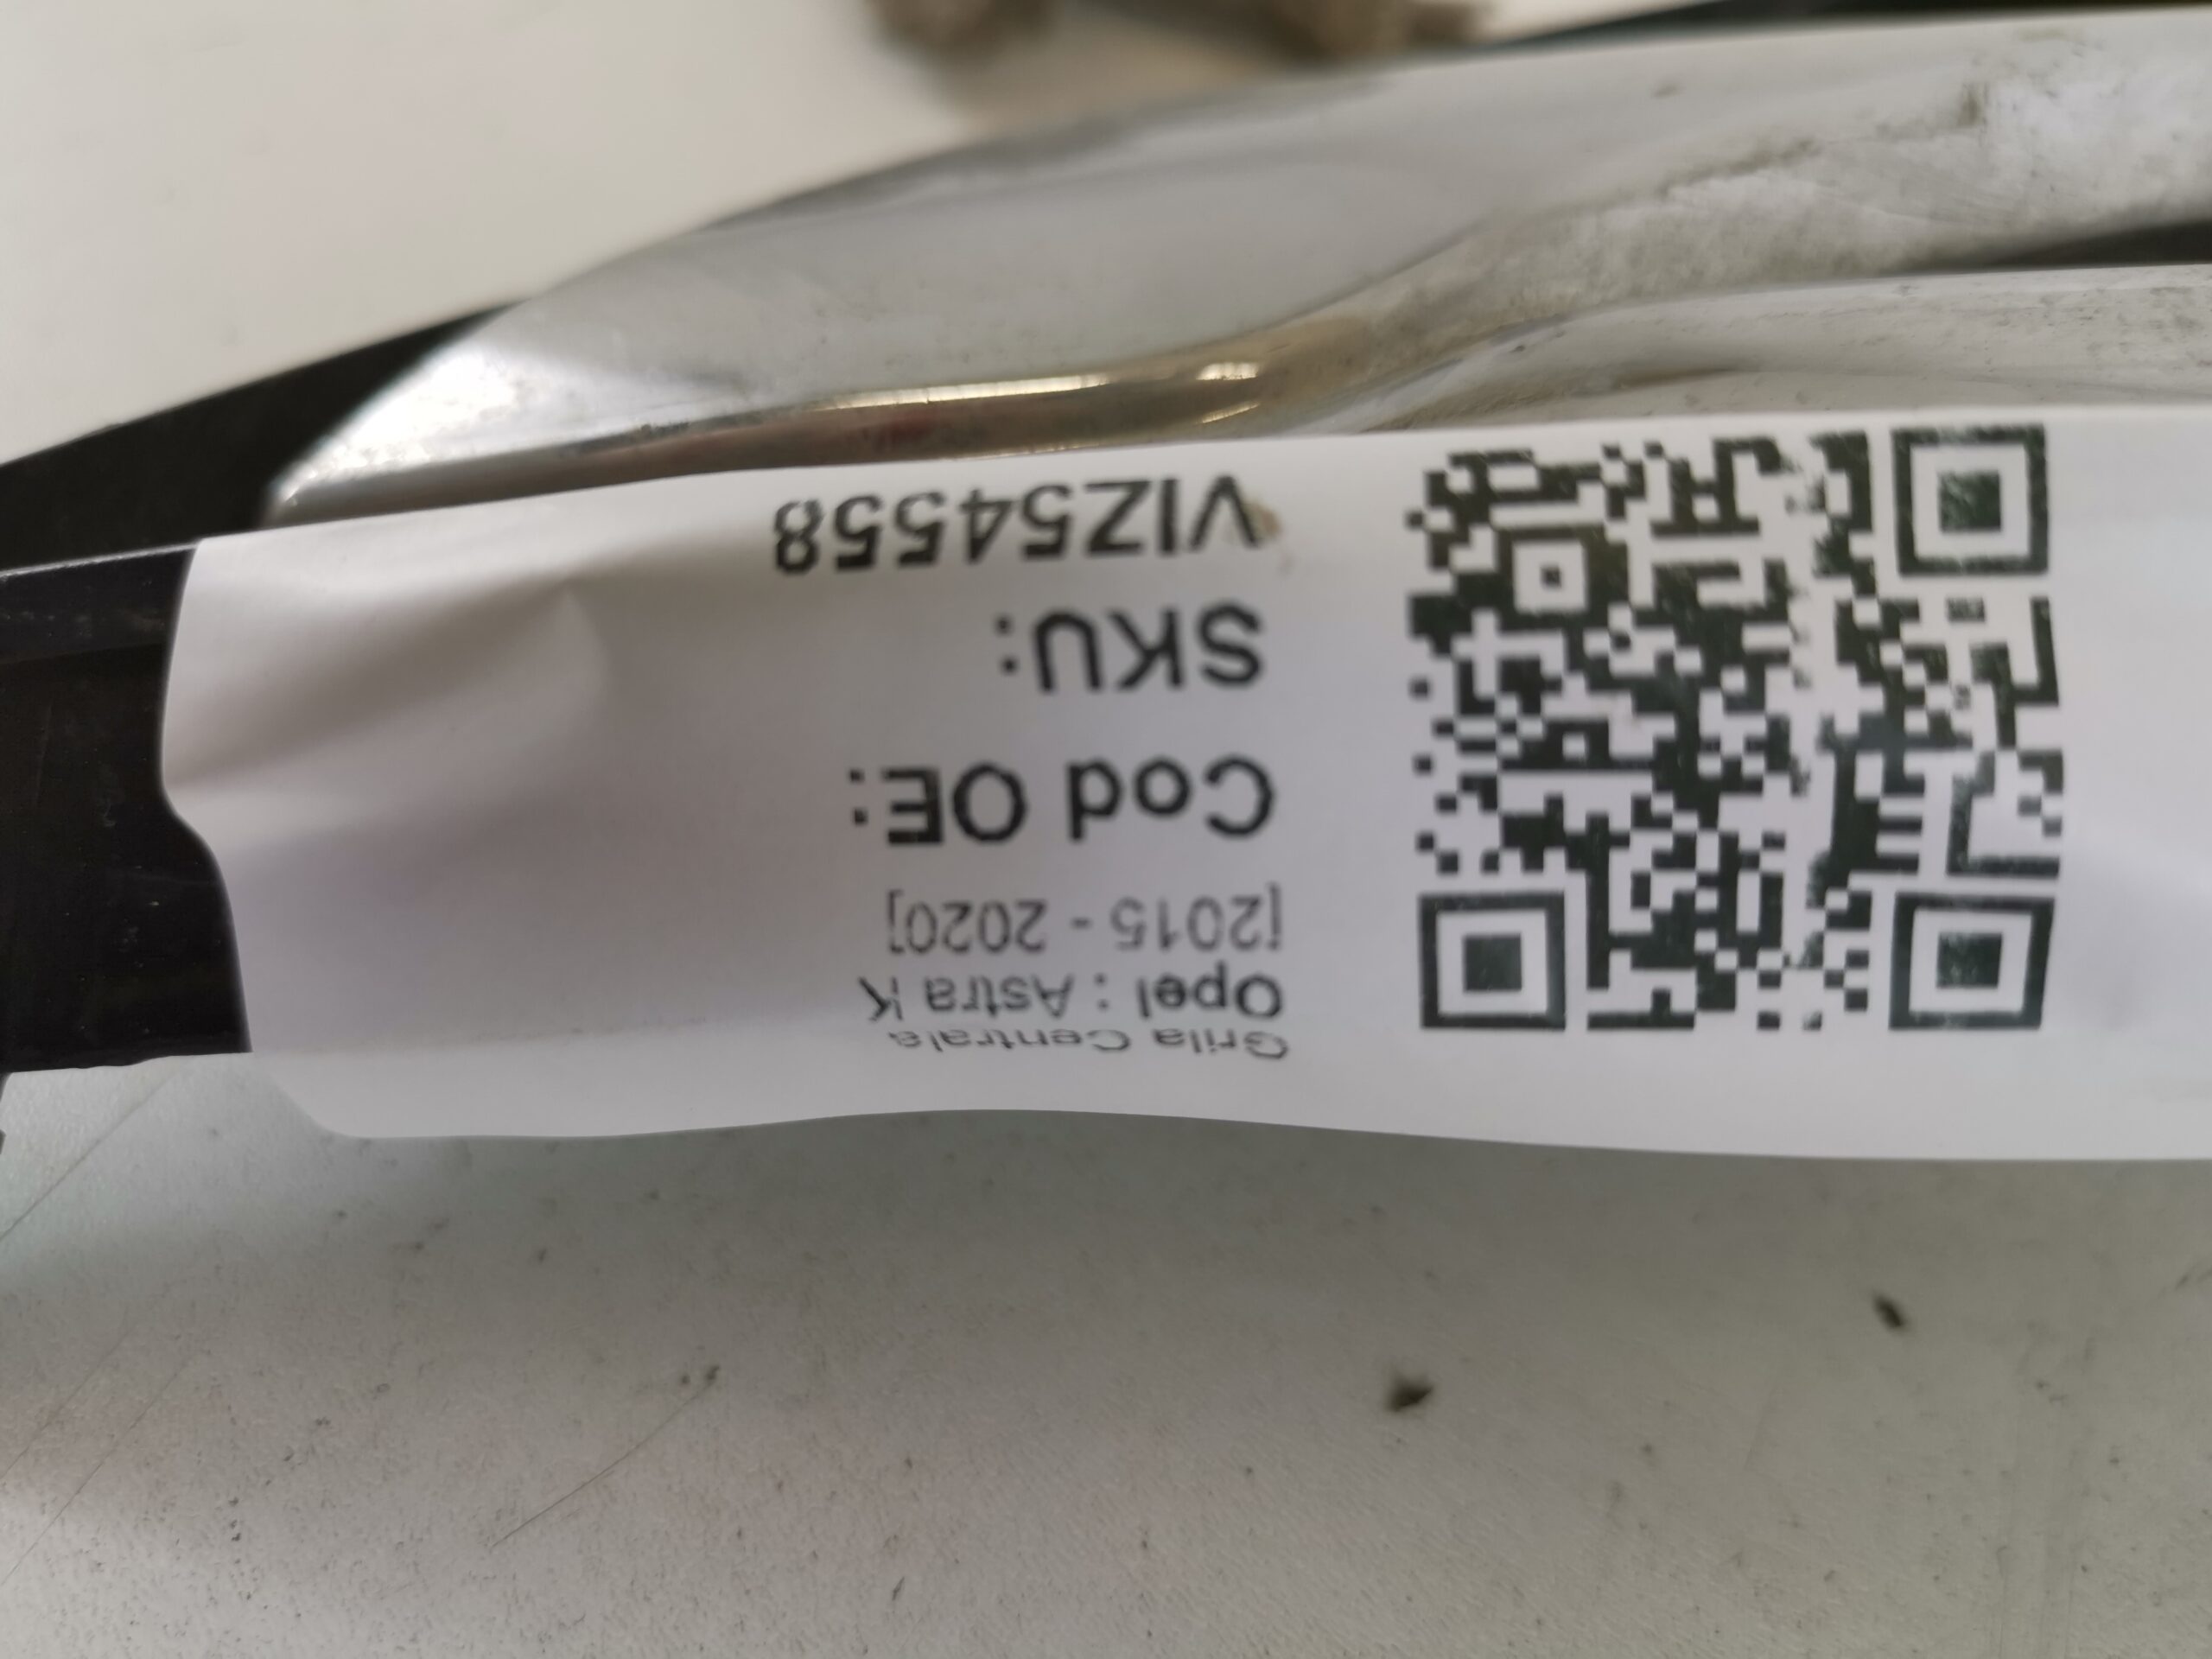 Grila Centrala
Opel : Astra K
[2015 - 2020]
Cod OE:
SKU:
VIZ54558